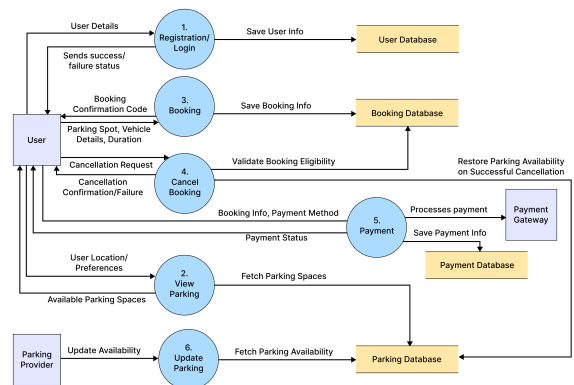 User Details
1.
Registration/
Login
Save User Info
User Database
Sends success/
failure status
Booking
Confirmation Code
3.
Booking
Save Booking Info
Booking Database
User
Parking Spot, Vehicle
Details, Duration
Cancellation Request
4.
Cancel
Booking
Validate Booking Eligibility
Restore Parking Availability
on Successful Cancellation
Cancellation
Confirmation/Failure
Booking Info, Payment Method
5.
Payment
Processes payment
Payment
Gateway
Payment Status
Save Payment Info
Payment Database
User Location/
Preferences
2.
View
Parking
Fetch Parking Spaces
Available Parking Spaces
Parking
Provider
Update Availability
6.
Update
Parking
Fetch Parking Availability
Parking Database